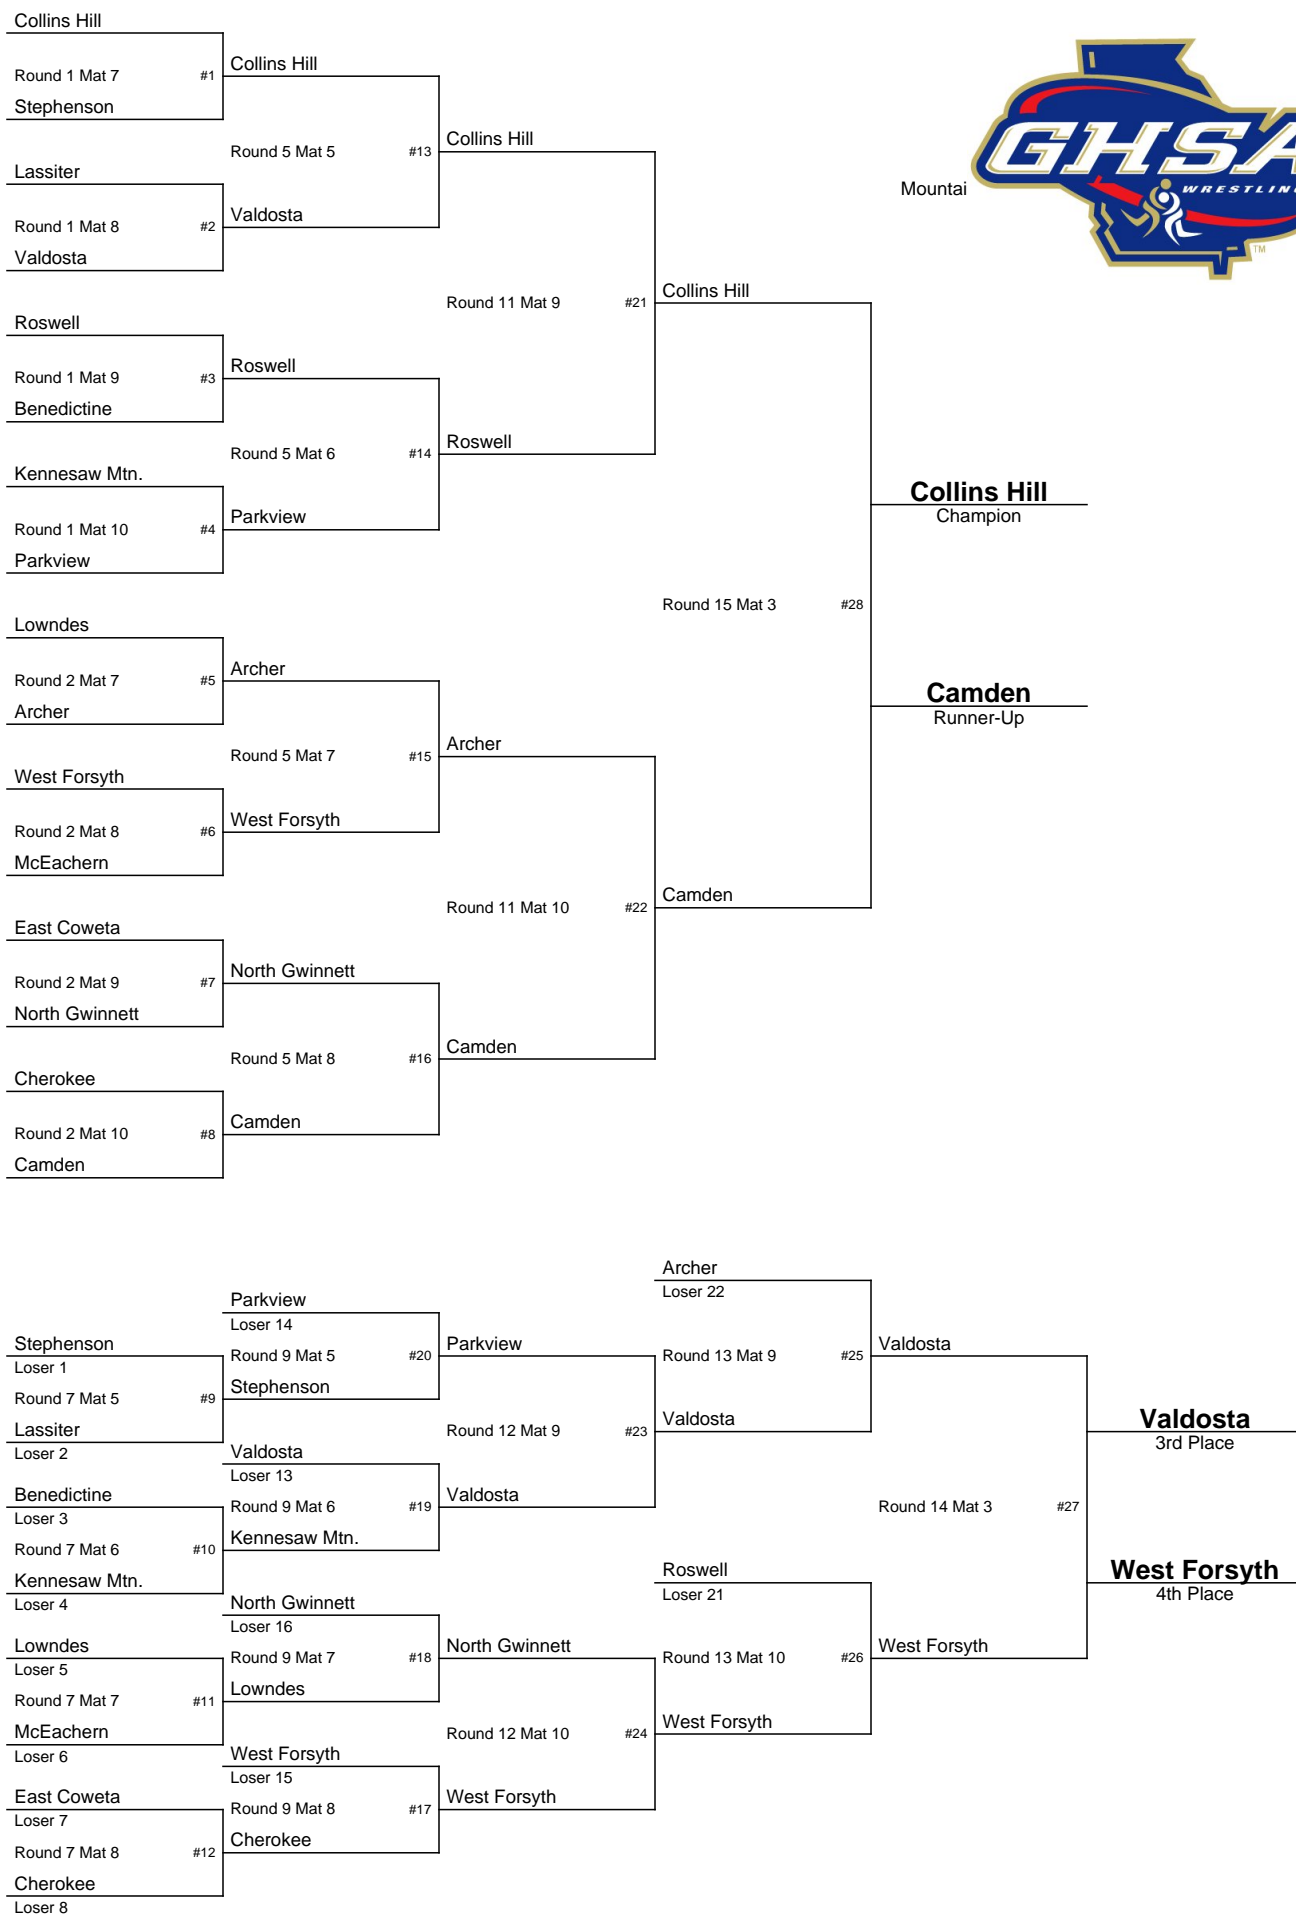 Collins Hill
Round 1 Mat 7 #1
Stephenson
Collins Hill
Round 5 Mat 5 #13
Lassiter
Round 1 Mat 8 #2
Valdosta
Valdosta
Collins Hill
Round 11 Mat 9 #21
Roswell
Round 1 Mat 9 #3
Benedictine
Roswell
Round 5 Mat 6 #14
Kennesaw Mtn.
Round 1 Mat 10 #4
Parkview
Parkview
Roswell
Collins Hill
Round 15 Mat 3 #28
Lowndes
Round 2 Mat 7 #5
Archer
Archer
Round 5 Mat 7 #15
West Forsyth
Round 2 Mat 8 #6
McEachern
West Forsyth
Archer
Round 11 Mat 10 #22
East Coweta
Round 2 Mat 9 #7
North Gwinnett
North Gwinnett
Round 5 Mat 8 #16
Cherokee
Round 2 Mat 10 #8
Camden
Camden
Camden
Camden
Collins Hill
Champion
Camden
Runner-Up
Mountai
GHSA
WRESTLING
TM
Stephenson
Loser 1
Round 7 Mat 5 #9
Lassiter
Loser 2
Parkview
Loser 14
Round 9 Mat 5 #20
Stephenson
Benedictine
Loser 3
Round 7 Mat 6 #10
Kennesaw Mtn.
Loser 4
Valdosta
Loser 13
Round 9 Mat 6 #19
Kennesaw Mtn.
Parkview
Round 12 Mat 9 #23
Valdosta
Archer
Loser 22
Round 13 Mat 9 #25
Valdosta
Lowndes
Loser 5
Round 7 Mat 7 #11
McEachern
Loser 6
North Gwinnett
Loser 16
Round 9 Mat 7 #18
Lowndes
East Coweta
Loser 7
Round 7 Mat 8 #12
Cherokee
Loser 8
West Forsyth
Loser 15
Round 9 Mat 8 #17
Cherokee
North Gwinnett
Round 12 Mat 10 #24
West Forsyth
Roswell
Loser 21
Round 13 Mat 10 #26
West Forsyth
Valdosta
Round 14 Mat 3 #27
West Forsyth
Valdosta
3rd Place
West Forsyth
4th Place